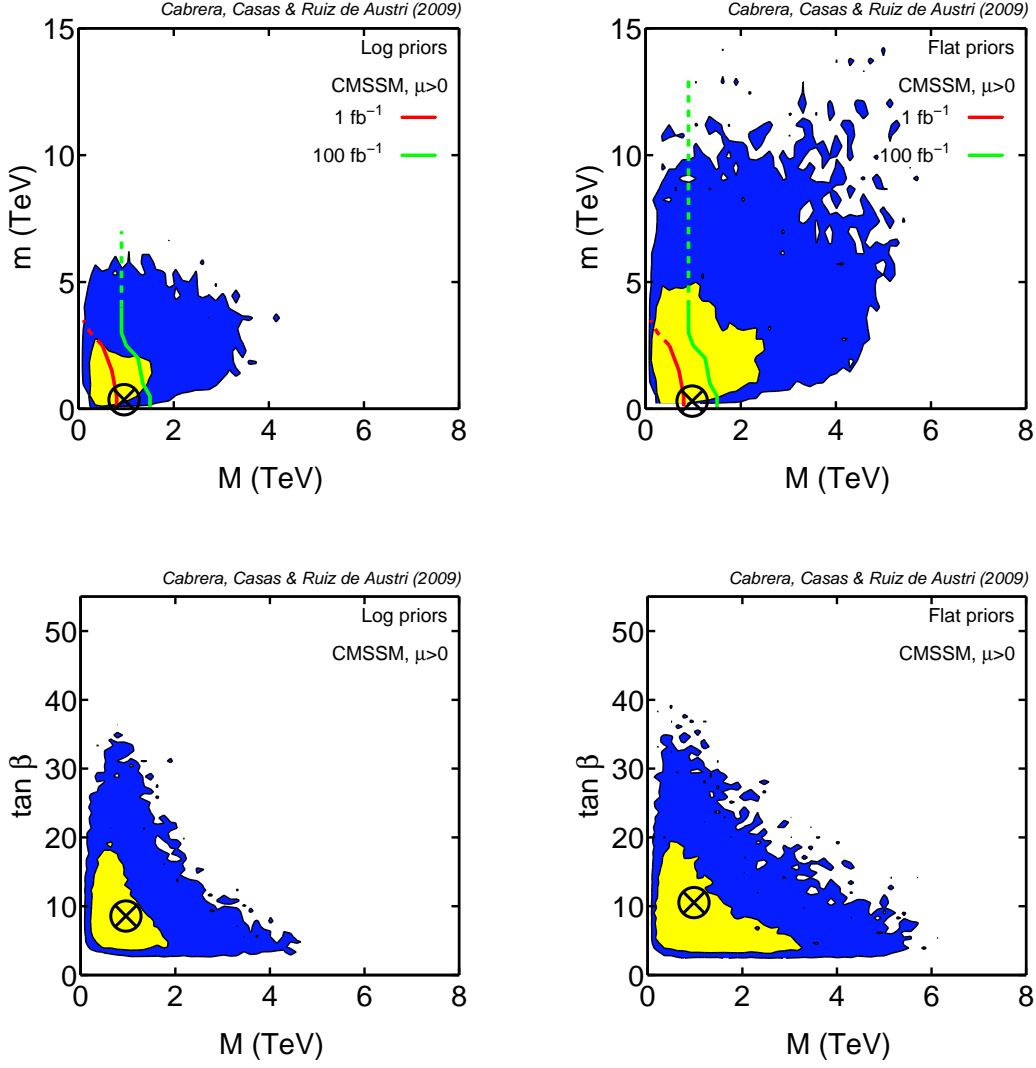 Cabrera, Casas & Ruiz de Austri (2009)
Log priors
CMSSM, μ>0
1 fb⁻¹
100 fb⁻¹
15
10
5
0
m (TeV)
0 2 4 6 8
M (TeV)
Cabrera, Casas & Ruiz de Austri (2009)
Flat priors
CMSSM, μ>0
1 fb⁻¹
100 fb⁻¹
15
10
5
0
m (TeV)
0 2 4 6 8
M (TeV)
Cabrera, Casas & Ruiz de Austri (2009)
Log priors
CMSSM, μ>0
50
40
30
20
10
0
tan β
0 2 4 6 8
M (TeV)
Cabrera, Casas & Ruiz de Austri (2009)
Flat priors
CMSSM, μ>0
50
40
30
20
10
0
tan β
0 2 4 6 8
M (TeV)